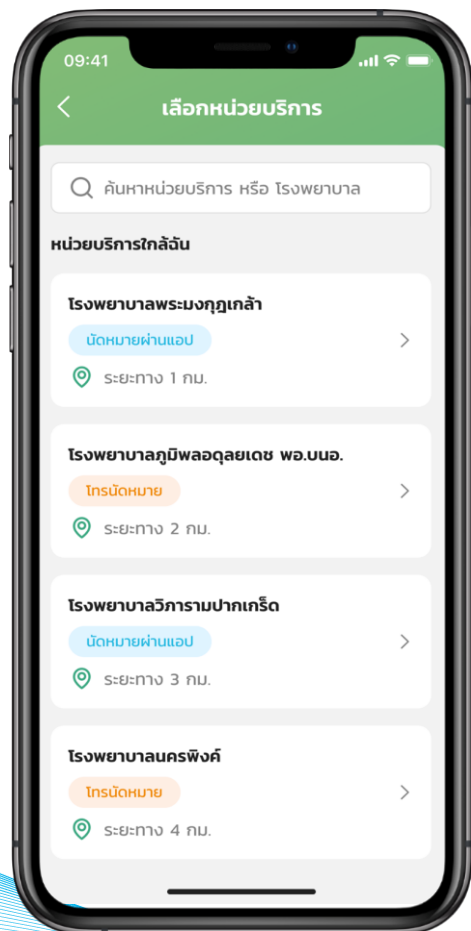 09:41
เลือกหน่วยบริการ
ค้นหาหน่วยบริการ หรือ โรงพยาบาล
หน่วยบริการใกล้ฉัน
โรงพยาบาลพระมงกุฎเกล้า
นัดหมายผ่านแอป
ระยะทาง 1 กม.
โรงพยาบาลภูมิพลอดุลยเดช พอ.บนอ.
โทรนัดหมาย
ระยะทาง 2 กม.
โรงพยาบาลวิภารามปากเกร็ด
นัดหมายผ่านแอป
ระยะทาง 3 กม.
โรงพยาบาลนครพิงค์
โทรนัดหมาย
ระยะทาง 4 กม.